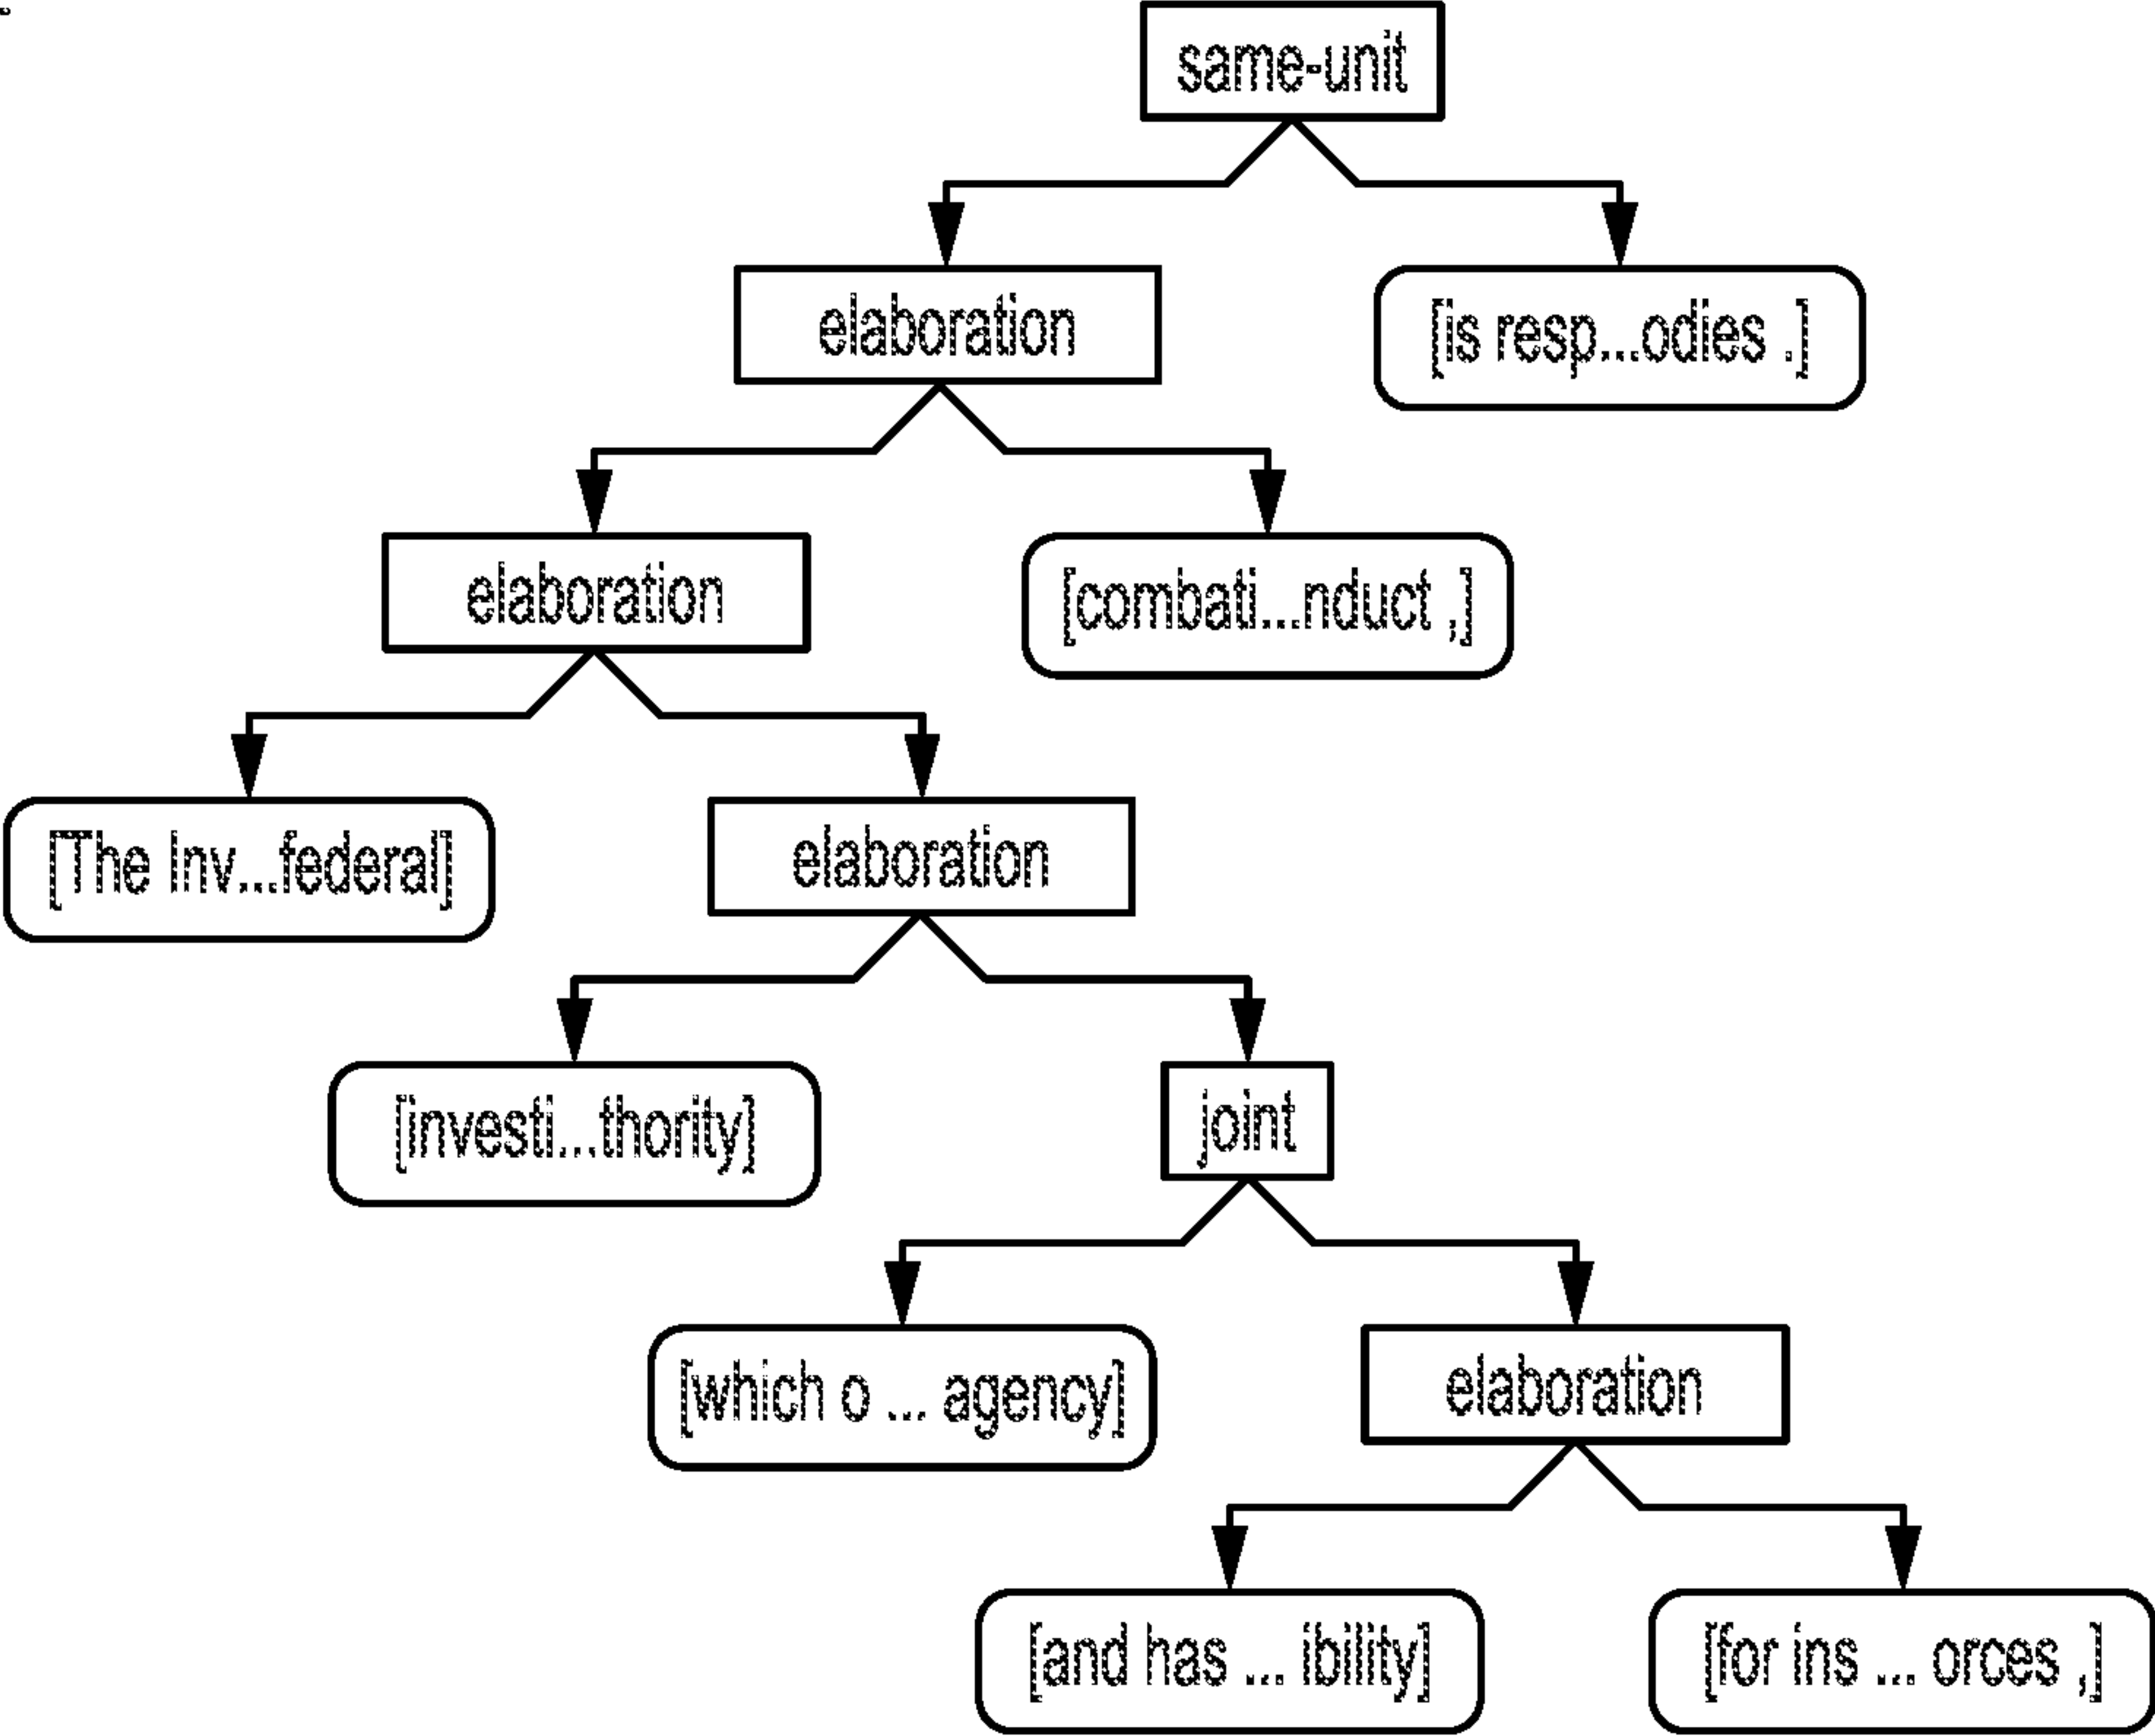 same-unit
elaboration
[is resp...odies .]
elaboration
[combati...nduct ,]
[The Inv...federal]
elaboration
[investi...thority]
joint
[which o ... agency]
elaboration
[and has ... ibility]
[for ins ... orces ,]